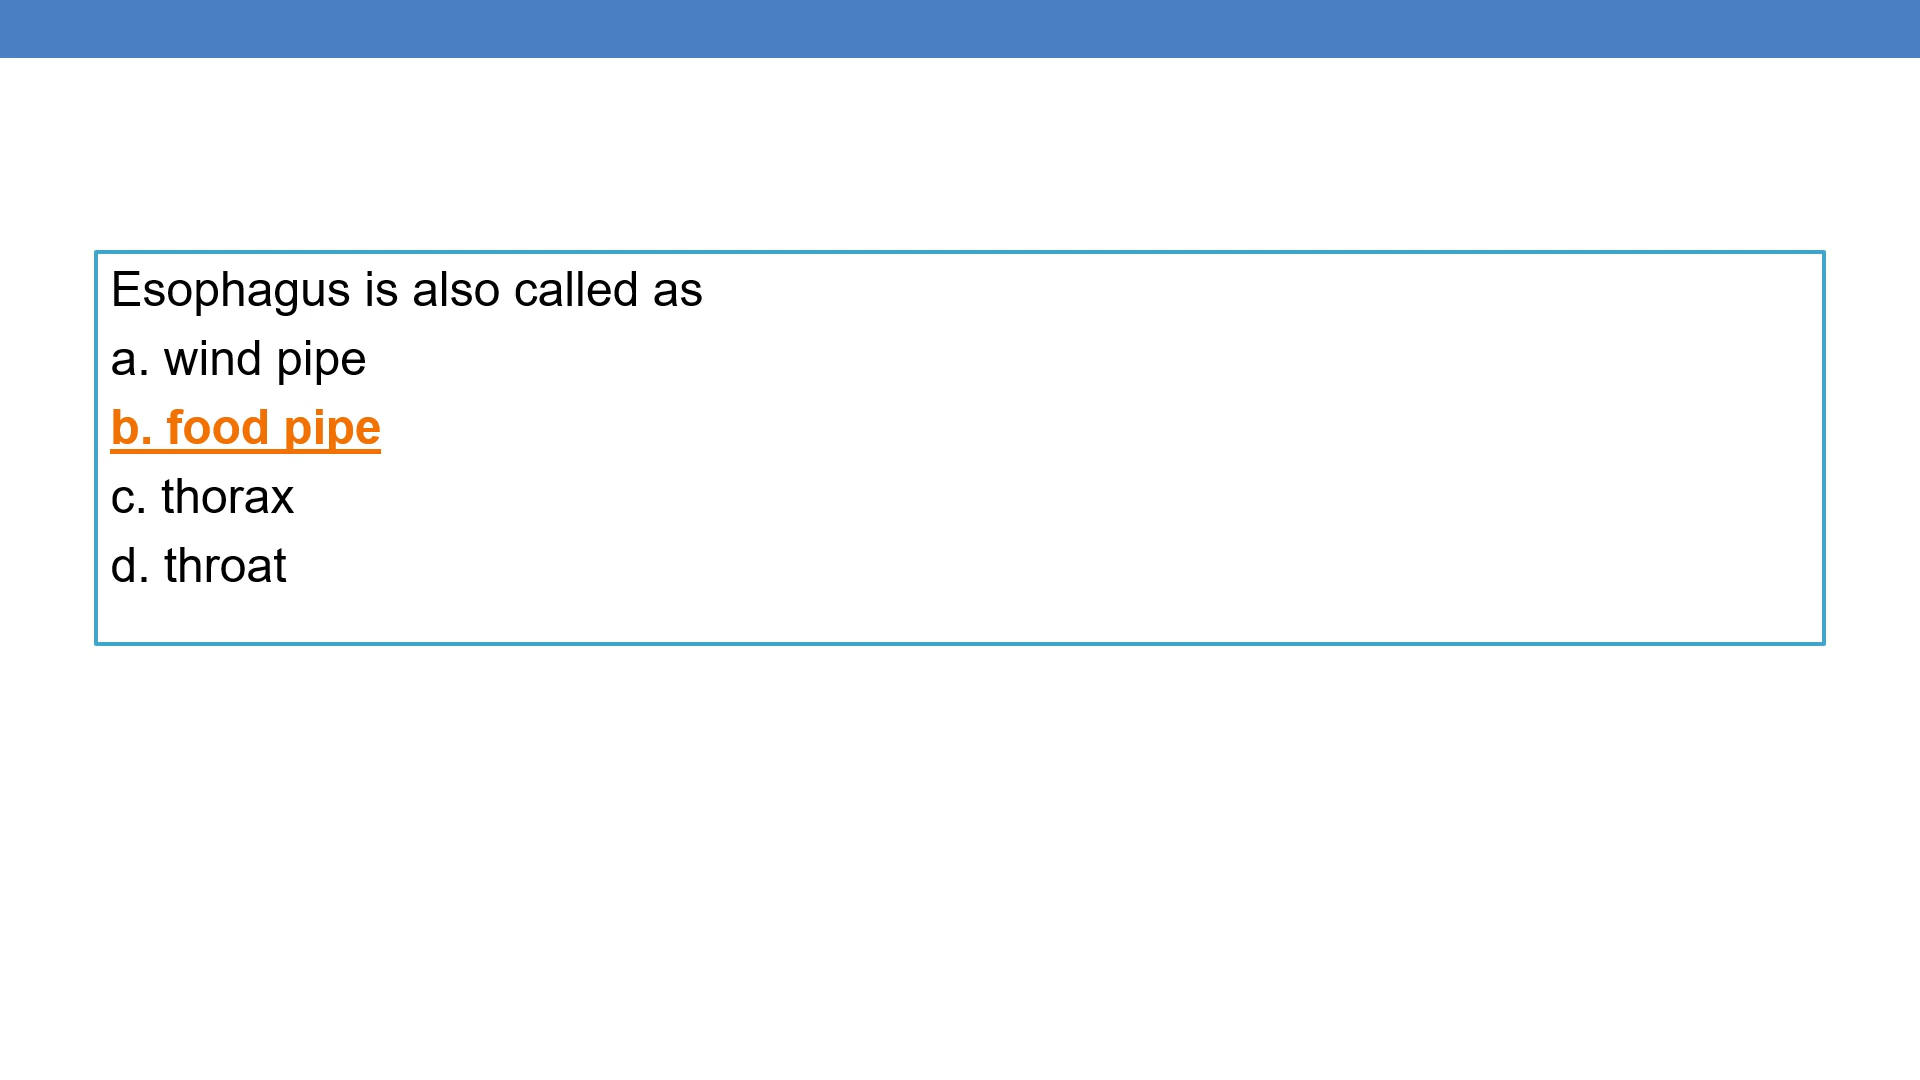 Esophagus is also called as
a. wind pipe
b. food pipe
c. thorax
d. throat